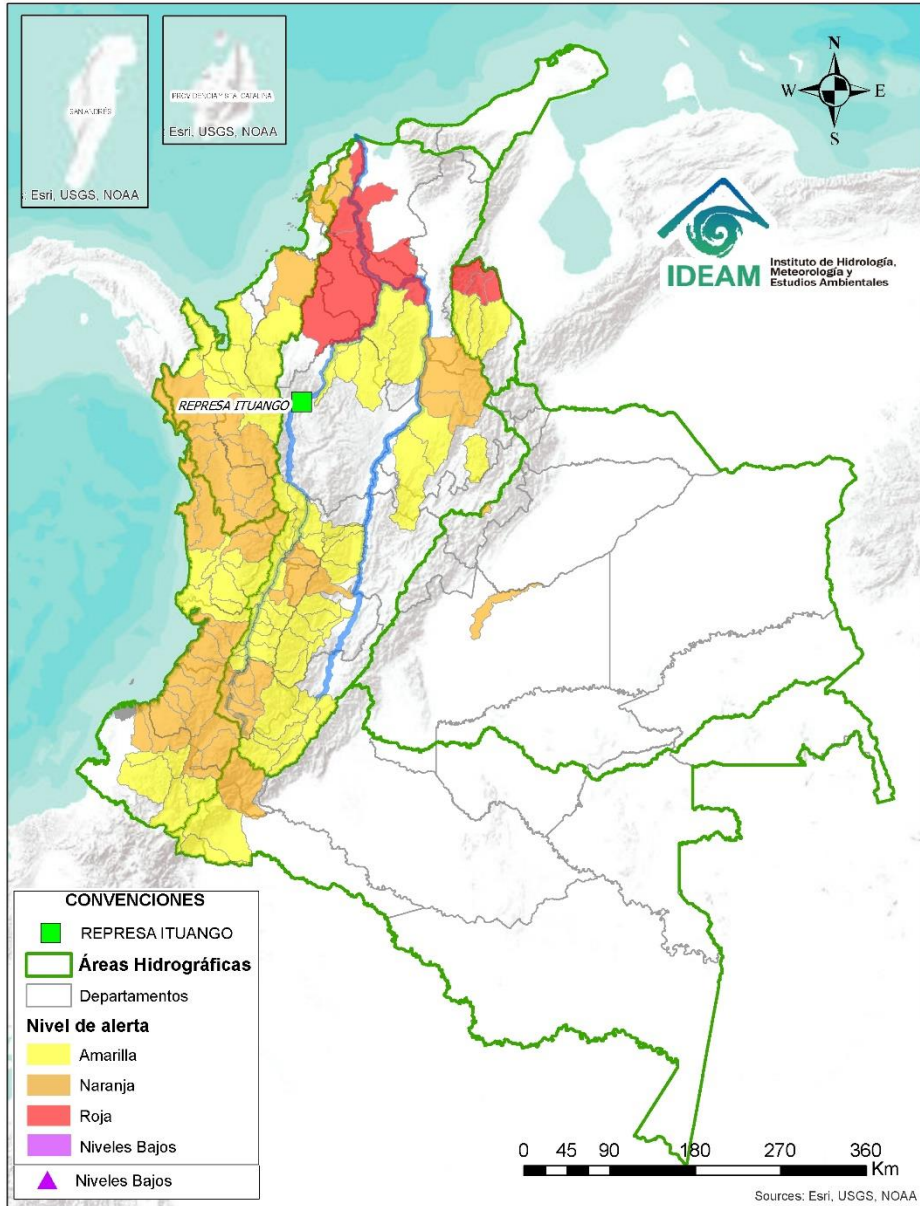 SAN ANDRÉS
: Esri, USGS, NOAA
PROVIDENCIA Y STA. CATALINA
: Esri, USGS, NOAA
N
W
E
S
IDEAM
Instituto de Hidrología,
Meteorología y
Estudios Ambientales
REPRESA ITUANGO
CONVENCIONES
REPRESA ITUANGO
Áreas Hidrográficas
Departamentos
Nivel de alerta
Amarilla
Naranja
Roja
Niveles Bajos
Niveles Bajos
0 45 90 180 270 360
Km
Sources: Esri, USGS, NOAA